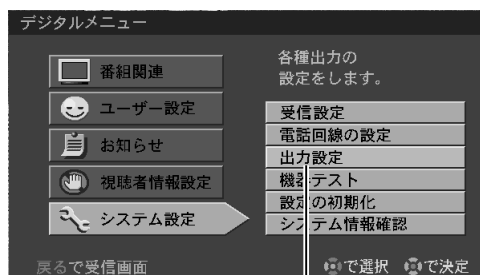 デジタルメニュー
番組関連
ユーザー設定
お知らせ
視聴者情報設定
システム設定
各種出力の
設定をします。
受信設定
電話回線の設定
出力設定
機器テスト
設定の初期化
システム情報確認
戻るで受信画面
で選択 で決定